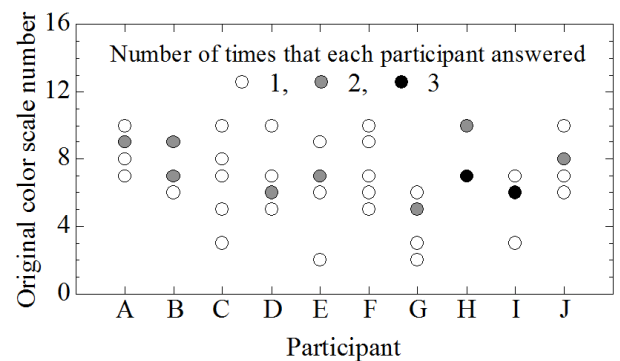 16
12
8
4
0
Original color scale number
Number of times that each participant answered
1, 2, 3
A B C D E F G H I J
Participant